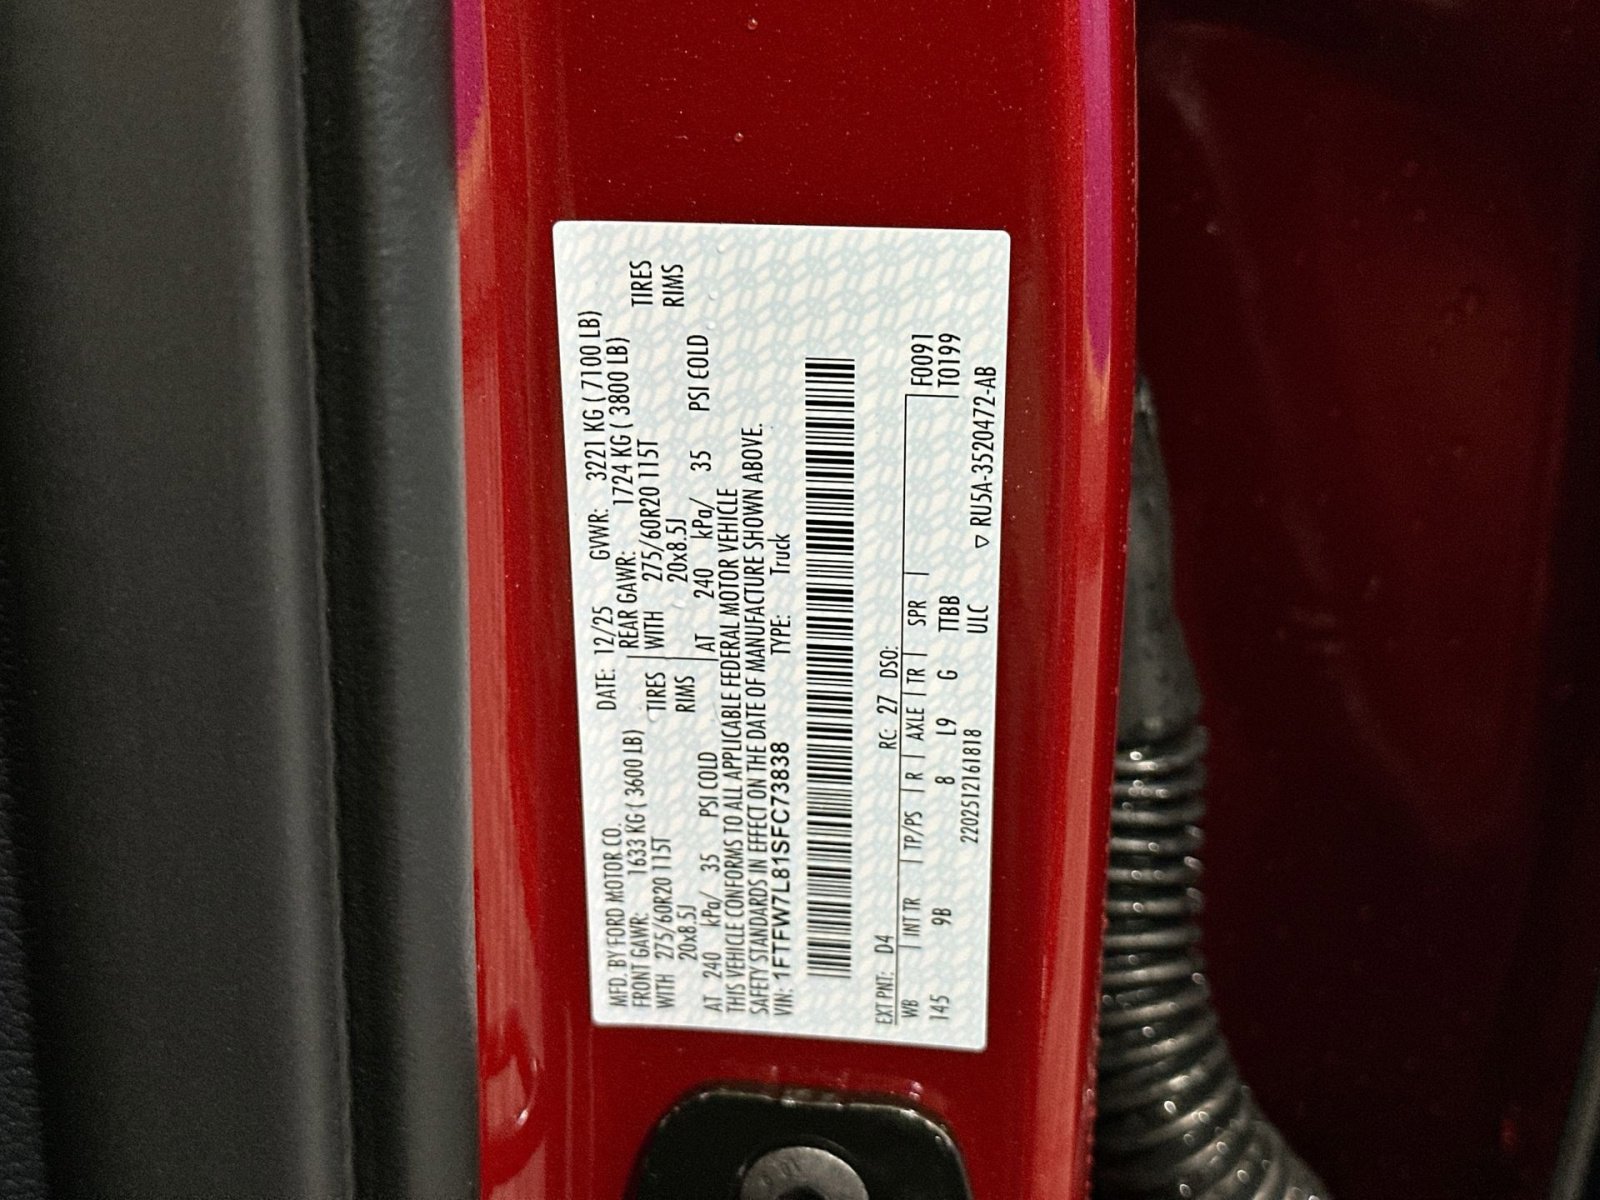 MFD. BY FORD MOTOR CO.
DATE: 12/25 GVWR: 3221 KG ( 7100 LB)
FRONT GAWR: 1633 KG ( 3600 LB) REAR GAWR: 1724 KG ( 3800 LB)
WITH 275/60R20 115T TIRES WITH 275/60R20 115T TIRES
20x8.5J RIMS 20x8.5J RIMS
AT 240 kPa/ 35 PSI COLD AT 240 kPa/ 35 PSI COLD
THIS VEHICLE CONFORMS TO ALL APPLICABLE FEDERAL MOTOR VEHICLE
SAFETY STANDARDS IN EFFECT ON THE DATE OF MANUFACTURE SHOWN ABOVE.
VIN: 1FTFW7L81SFC73838 TYPE: Truck
EXT PNT: D4 RC: 27 DSO:
WB INT TR TP/PS R AXLE TR SPR F0091
145 9B 8 L9 G TTBB T0199
ULC
2202512161818 ▽ RU5A-3520472-AB